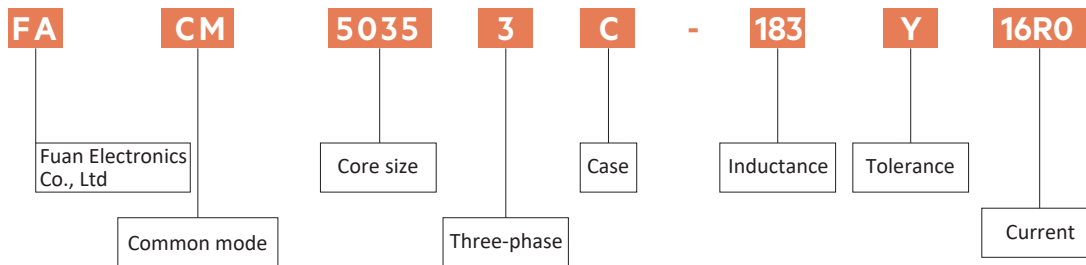 FA CM 5035 3 C - 183 Y 16R0
Fuan Electronics
Co., Ltd
Core size
Case
Inductance
Tolerance
Common mode
Three-phase
Current